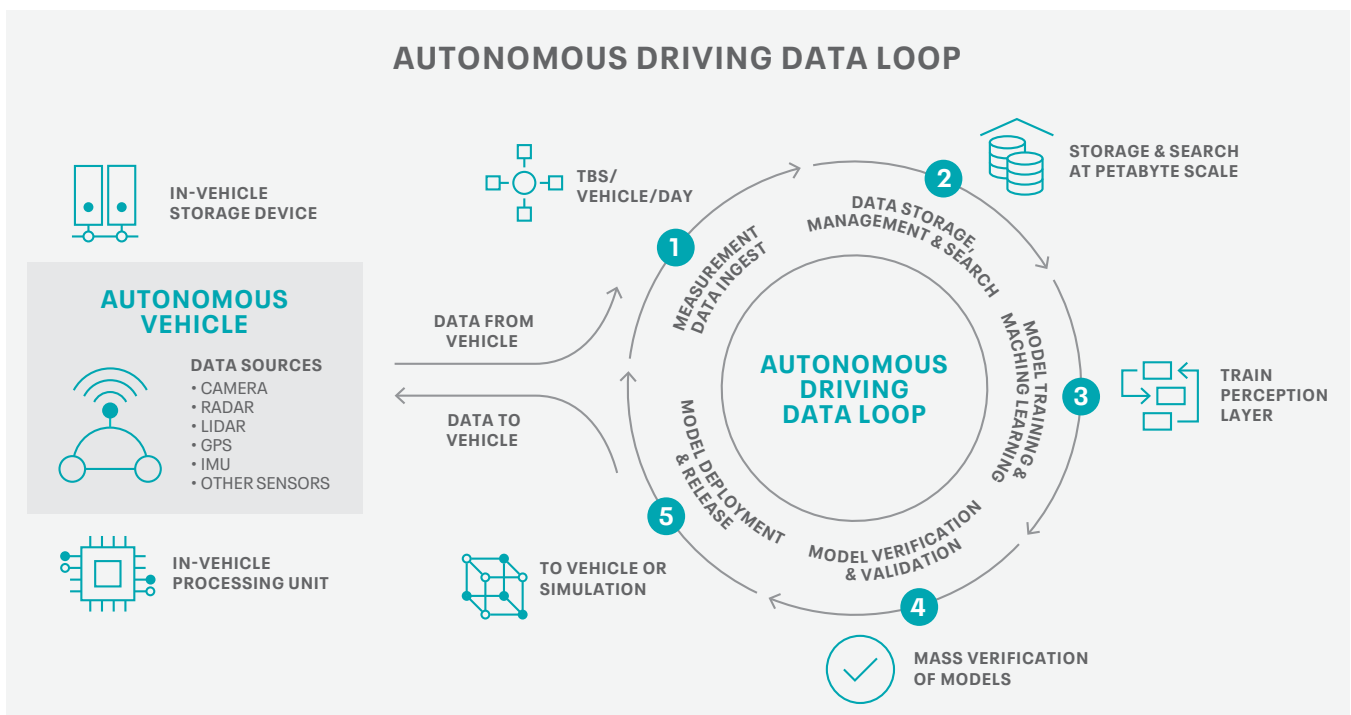 AUTONOMOUS DRIVING DATA LOOP
IN-VEHICLE
STORAGE DEVICE
AUTONOMOUS
VEHICLE
DATA SOURCES
• CAMERA
• RADAR
• LIDAR
• GPS
• IMU
• OTHER SENSORS
IN-VEHICLE
PROCESSING UNIT
DATA FROM
VEHICLE
DATA TO
VEHICLE
TBS/
VEHICLE/DAY
1
MEASUREMENT
DATA INGEST
2
DATA STORAGE,
MANAGEMENT & SEARCH
STORAGE & SEARCH
AT PETABYTE SCALE
3
MODEL TRAINING &
MACHING LEARNING
TRAIN
PERCEPTION
LAYER
4
MODEL VERIFICATION
& VALIDATION
MASS VERIFICATION
OF MODELS
5
MODEL DEPLOYMENT
& RELEASE
TO VEHICLE OR
SIMULATION
AUTONOMOUS
DRIVING
DATA LOOP